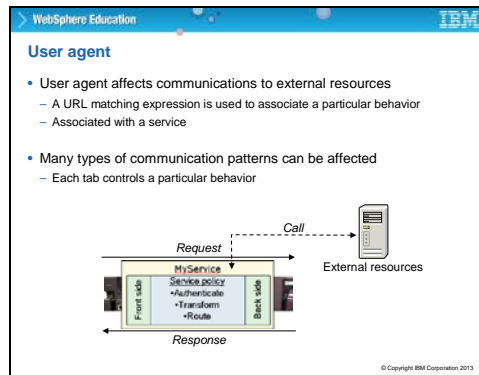 WebSphere Education
IBM
User agent
• User agent affects communications to external resources
– A URL matching expression is used to associate a particular behavior
– Associated with a service
• Many types of communication patterns can be affected
– Each tab controls a particular behavior
Call
Request
External resources
MyService
Front side
Service policy
•Authenticate
•Transform
•Route
Back side
Response
© Copyright IBM Corporation 2013